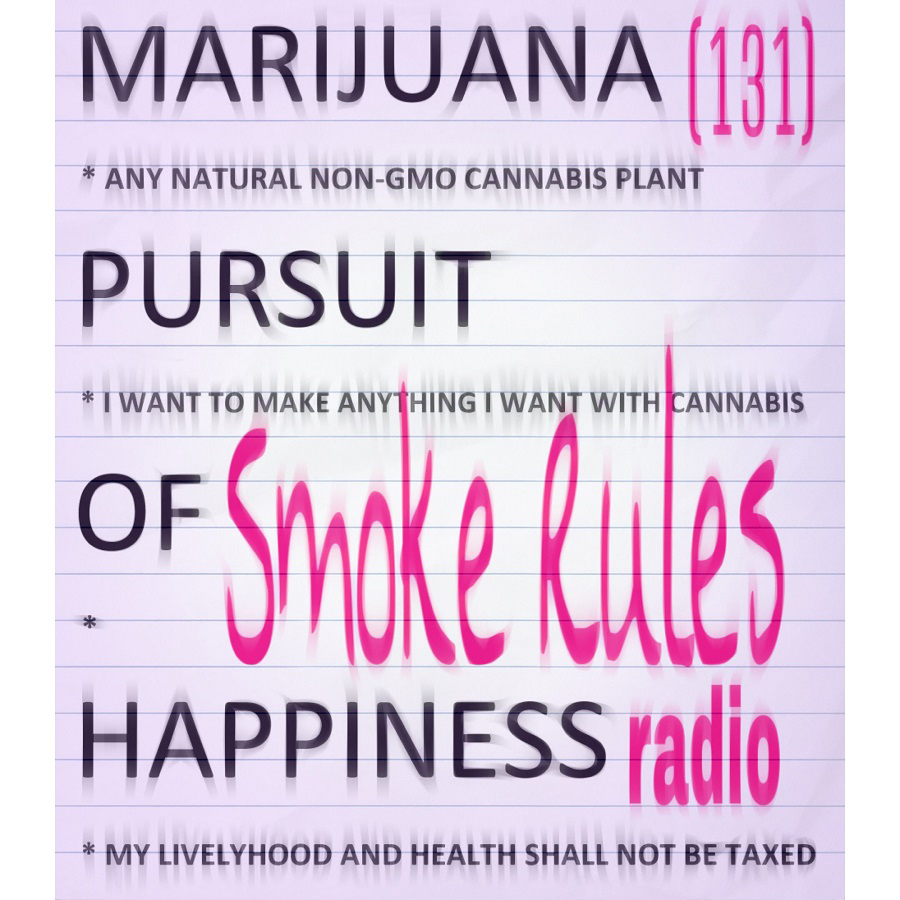 MARIJUANA (131)
* ANY NATURAL NON-GMO CANNABIS PLANT
PURSUIT
* I WANT TO MAKE ANYTHING I WANT WITH CANNABIS
OF Smoke Rules
*
HAPPINESS radio
* MY LIVELYHOOD AND HEALTH SHALL NOT BE TAXED